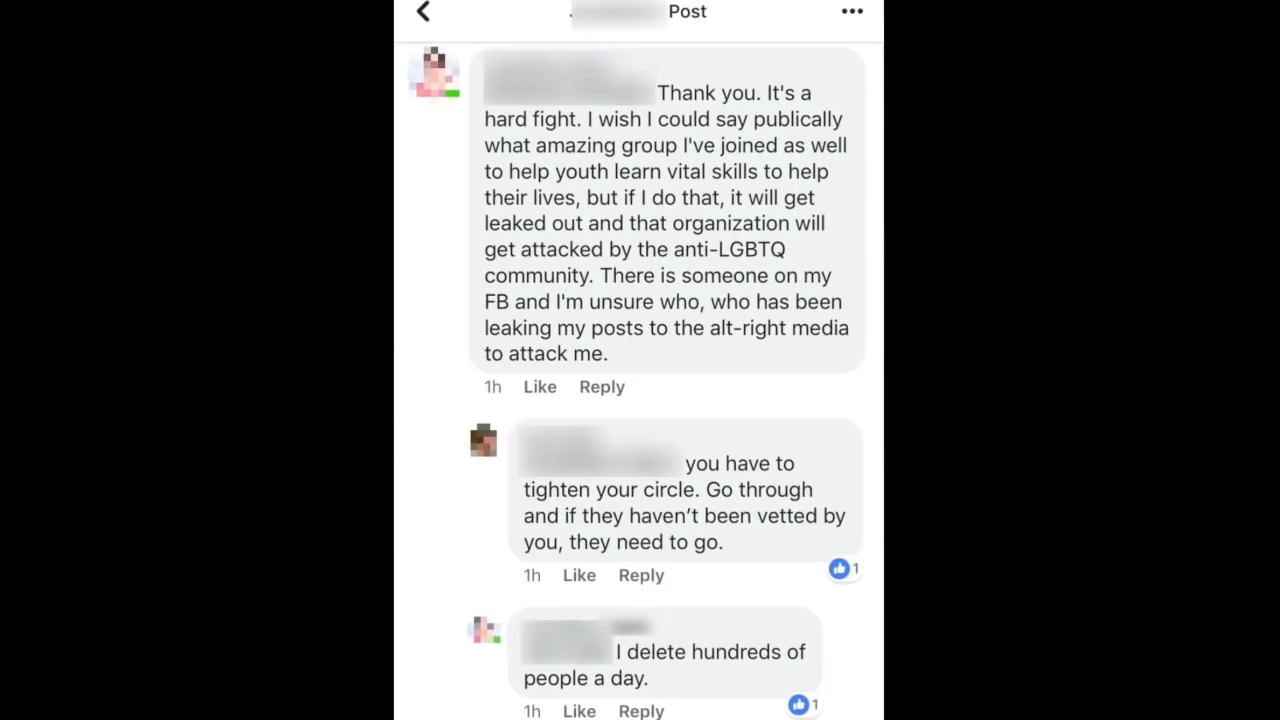 Post
Thank you. It's a
hard fight. I wish I could say publically
what amazing group I've joined as well
to help youth learn vital skills to help
their lives, but if I do that, it will get
leaked out and that organization will
get attacked by the anti-LGBTQ
community. There is someone on my
FB and I'm unsure who, who has been
leaking my posts to the alt-right media
to attack me.
1h Like Reply
you have to
tighten your circle. Go through
and if they haven’t been vetted by
you, they need to go.
1h Like Reply
1
I delete hundreds of
people a day.
1h Like Reply
1